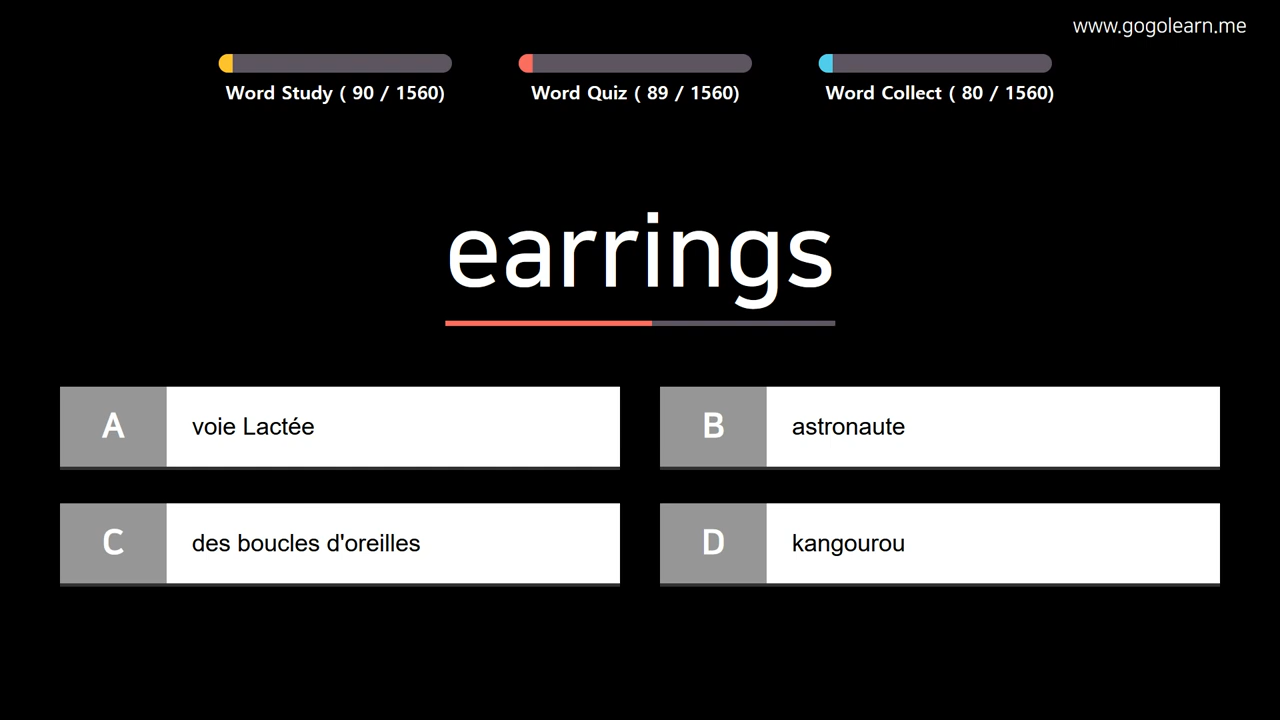 www.gogolearn.me
Word Study ( 90 / 1560)
Word Quiz ( 89 / 1560)
Word Collect ( 80 / 1560)
earrings
A voie Lactée
B astronaute
C des boucles d'oreilles
D kangourou